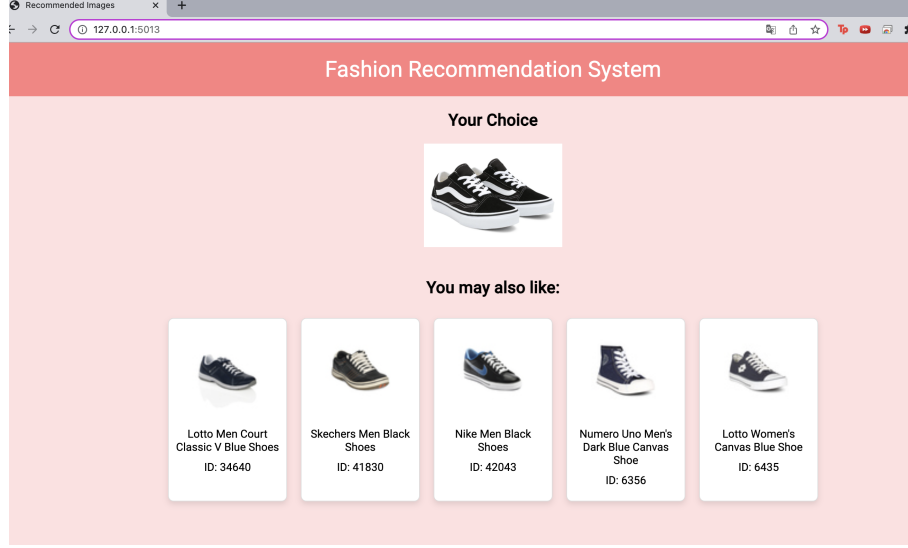 Recommended Images
127.0.0.1:5013
Fashion Recommendation System
Your Choice
You may also like:
Lotto Men Court
Classic V Blue Shoes
ID: 34640
Skechers Men Black
Shoes
ID: 41830
Nike Men Black
Shoes
ID: 42043
Numero Uno Men's
Dark Blue Canvas
Shoe
ID: 6356
Lotto Women's
Canvas Blue Shoe
ID: 6435